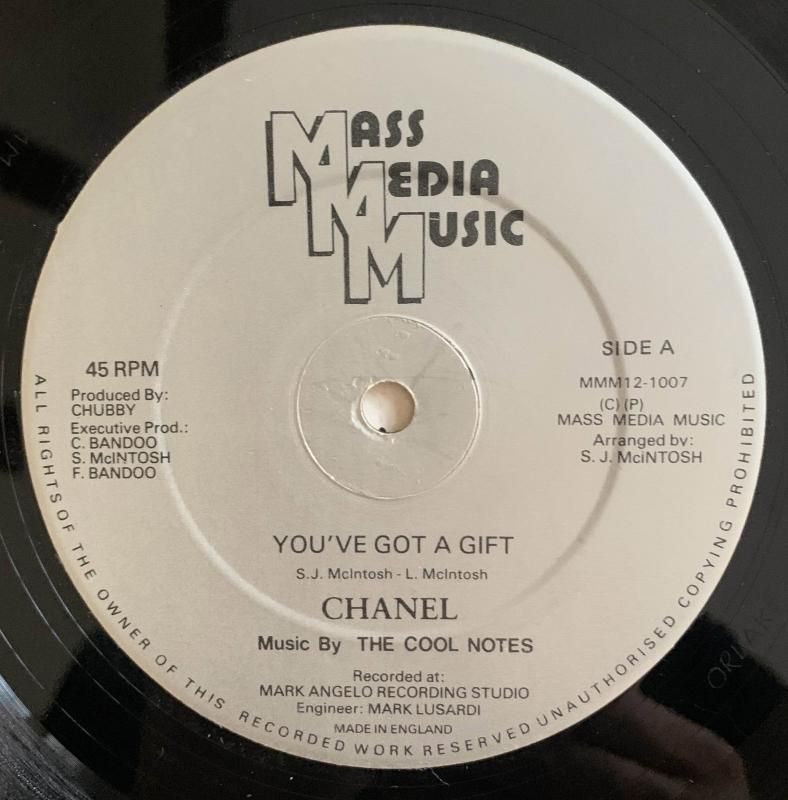 MASS
MEDIA
MUSIC
45 RPM
Produced By:
CHUBBY
Executive Prod.:
C. BANDOO
S. McINTOSH
F. BANDOO
SIDE A
MMM12-1007
(C) (P)
MASS MEDIA MUSIC
Arranged by:
S. J. McINTOSH
YOU'VE GOT A GIFT
S.J. McIntosh - L. McIntosh
CHANEL
Music By THE COOL NOTES
Recorded at:
MARK ANGELO RECORDING STUDIO
Engineer: MARK LUSARDI
MADE IN ENGLAND
ALL RIGHTS OF THE OWNER OF THIS RECORDED WORK RESERVED UNAUTHORISED COPYING PROHIBITED